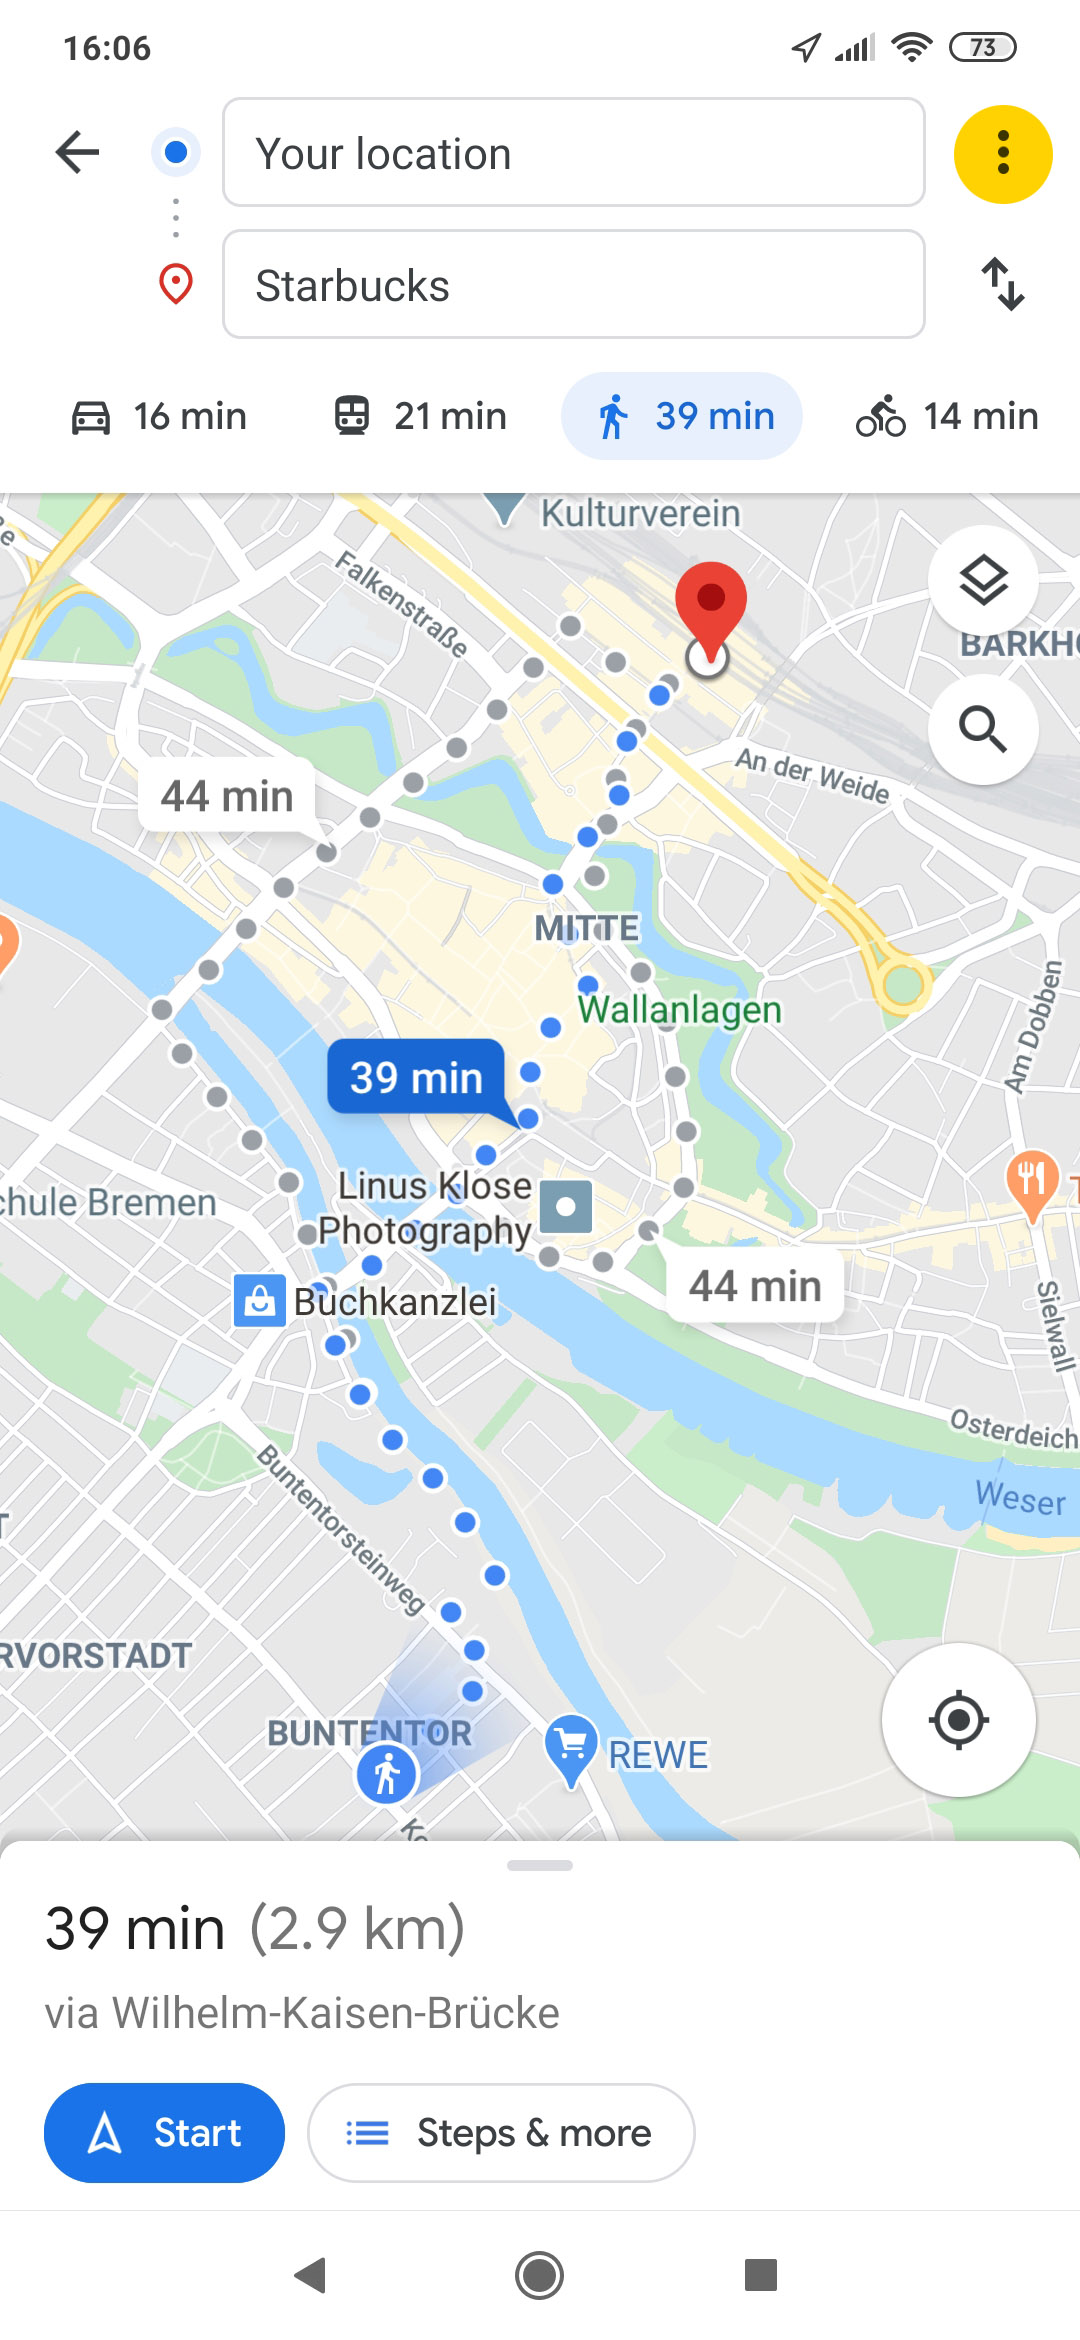 16:06
73
Your location
Starbucks
16 min
21 min
39 min
14 min
Kulturverein
Falkenstraße
BARKH
An der Weide
44 min
MITTE
Wallanlagen
Am Dobben
39 min
Linus Klose
Photography
chule Bremen
44 min
Buchkanzlei
Sielwall
Osterdeich
Weser
Buntentorsteinweg
RVORSTADT
BUNTENTOR
REWE
39 min (2.9 km)
via Wilhelm-Kaisen-Brücke
Start
Steps & more